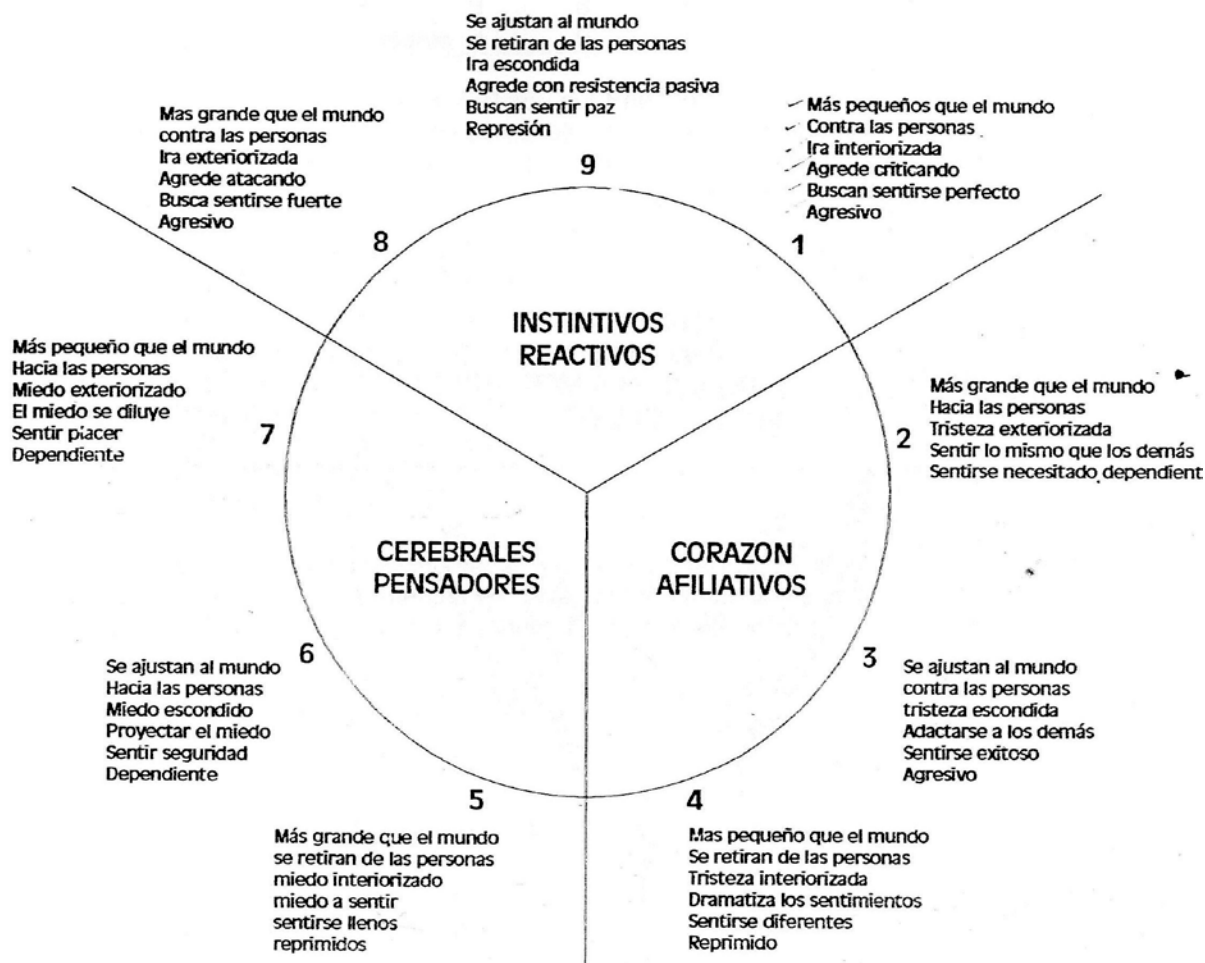 Se ajustan al mundo
Se retiran de las personas
Ira escondida
Agrede con resistencia pasiva
Buscan sentir paz
Represión
9
Mas grande que el mundo
contra las personas
Ira exteriorizada
Agrede atacando
Busca sentirse fuerte
Agresivo
8
Más pequeños que el mundo
Contra las personas
Ira interiorizada
Agrede criticando
Buscan sentirse perfecto
Agresivo
1
INSTINTIVOS
REACTIVOS
Más pequeño que el mundo
Hacia las personas
Miedo exteriorizado
El miedo se diluye
Sentir placer
Dependiente
7
Más grande que el mundo
Hacia las personas
Tristeza exteriorizada
Sentir lo mismo que los demás
Sentirse necesitado dependient
2
CEREBRALES
PENSADORES
CORAZON
AFILIATIVOS
Se ajustan al mundo
Hacia las personas
Miedo escondido
Proyectar el miedo
Sentir seguridad
Dependiente
6
Se ajustan al mundo
contra las personas
tristeza escondida
Adactarse a los demás
Sentirse exitoso
Agresivo
3
5
Más grande que el mundo
se retiran de las personas
miedo interiorizado
miedo a sentir
sentirse llenos
reprimidos
4
Mas pequeño que el mundo
Se retiran de las personas
Tristeza interiorizada
Dramatiza los sentimientos
Sentirse diferentes
Reprimido